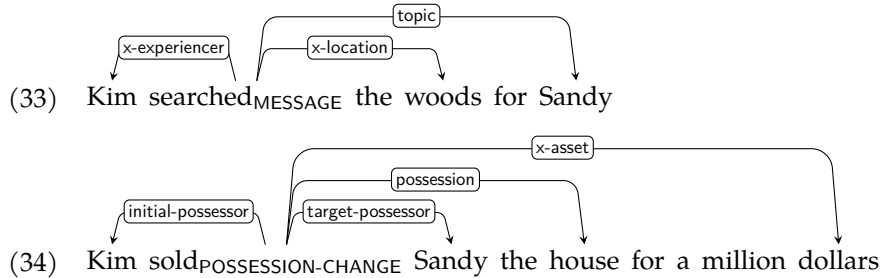 topic
x-experiencer x-location
(33) Kim searchedMESSAGE the woods for Sandy
x-asset
possession
initial-possessor target-possessor
(34) Kim soldPOSSESSION-CHANGE Sandy the house for a million dollars